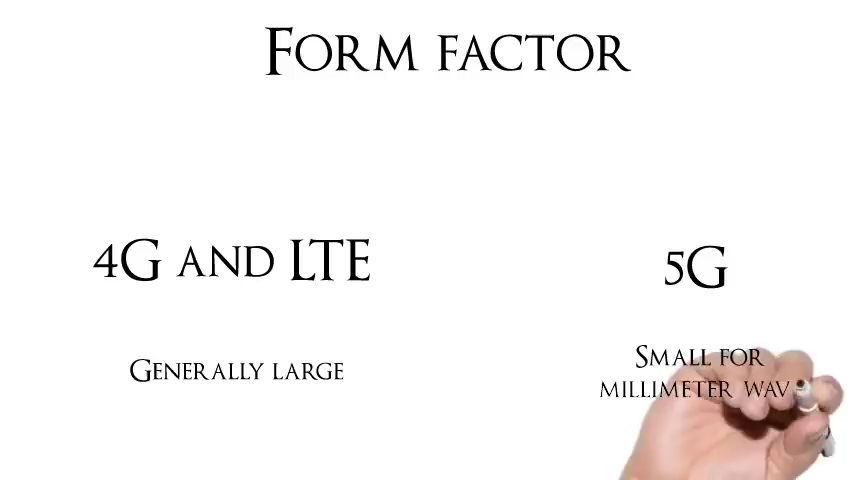 Form factor
4G and LTE
5G
Generally large
Small for
millimeter wav